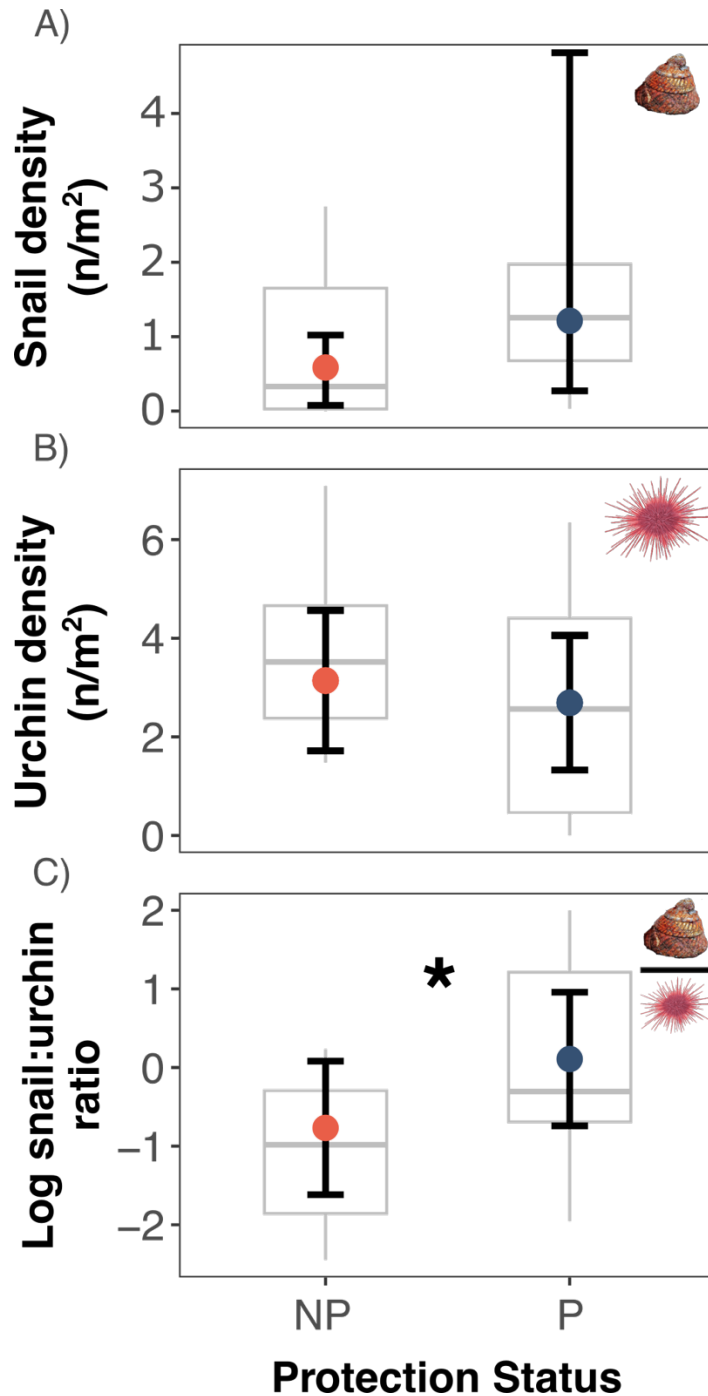 A)
Snail density
(n/m²)
4
3
2
1
0
B)
Urchin density
(n/m²)
6
4
2
0
C)
Log snail:urchin
ratio
2
1
0
−1
−2
*
NP P
Protection Status